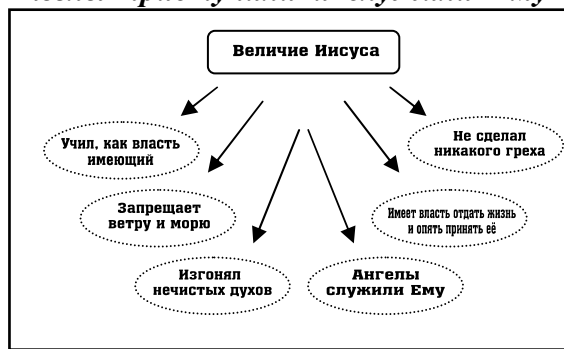 Величие Иисуса
Учил, как власть
имеющий
Не сделал
никакого греха
Запрещает
ветру и морю
Имеет власть отдать жизнь
и опять принять её
Изгонял
нечистых духов
Ангелы
служили Ему